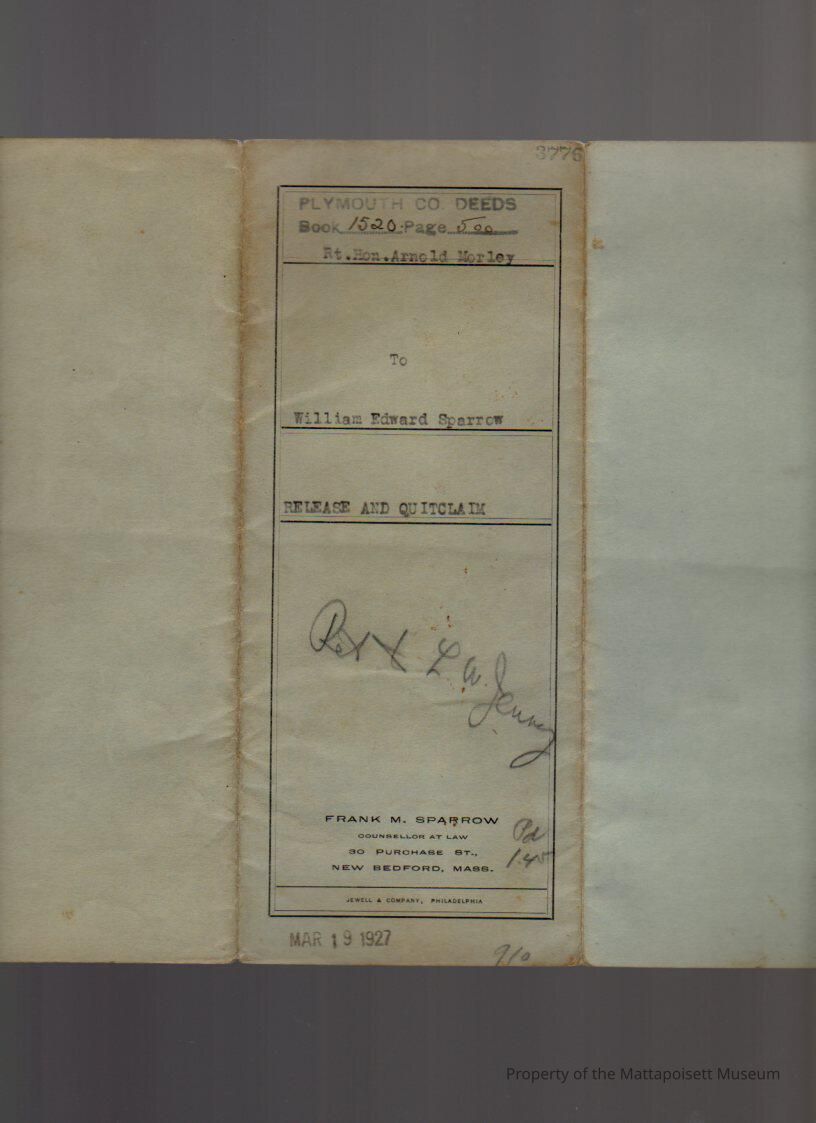 3776
PLYMOUTH CO. DEEDS
Book 1520 Page 500
Rt.Hon.Arnold Morley
To
William Edward Sparrow
RELEASE AND QUITCLAIM
L W. Jenney
FRANK M. SPARROW
COUNSELLOR AT LAW
30 PURCHASE ST.,
NEW BEDFORD, MASS.
Pd
1.45
JEWELL & COMPANY, PHILADELPHIA
MAR 19 1927
910
Property of the Mattapoisett Museum